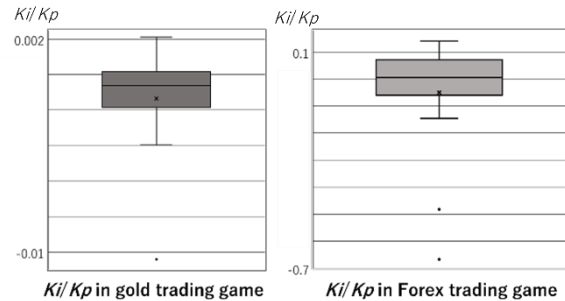 Ki/Kp
Ki/Kp
0.002
0.1
-0.01
-0.7
Ki/Kp in gold trading game
Ki/Kp in Forex trading game